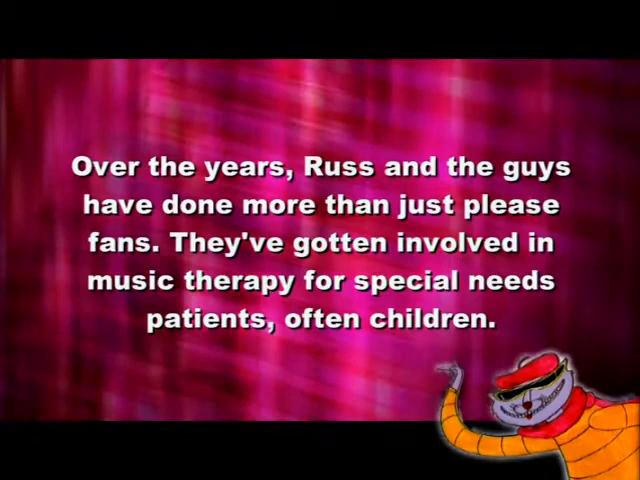 Over the years, Russ and the guys
have done more than just please
fans. They've gotten involved in
music therapy for special needs
patients, often children.